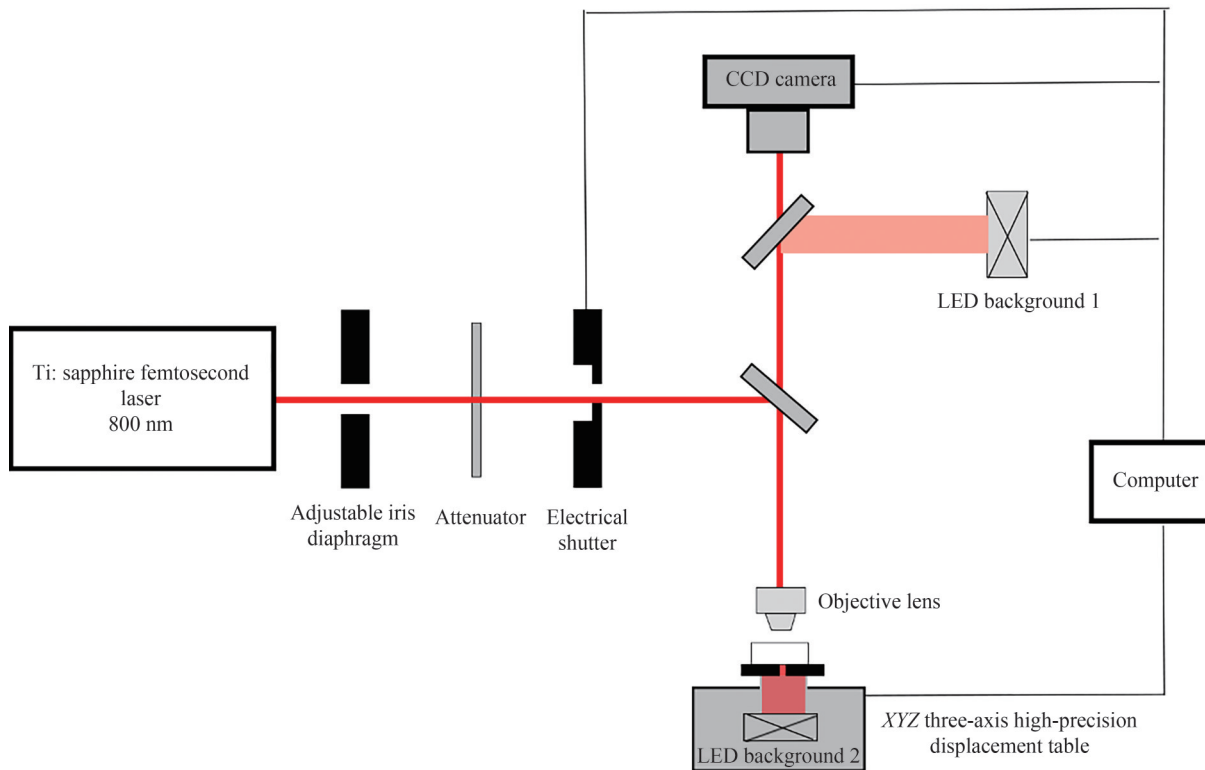 CCD camera
LED background 1
Ti: sapphire femtosecond
laser
800 nm
Computer
Adjustable iris
diaphragm
Attenuator
Electrical
shutter
Objective lens
XYZ three-axis high-precision
displacement table
LED background 2